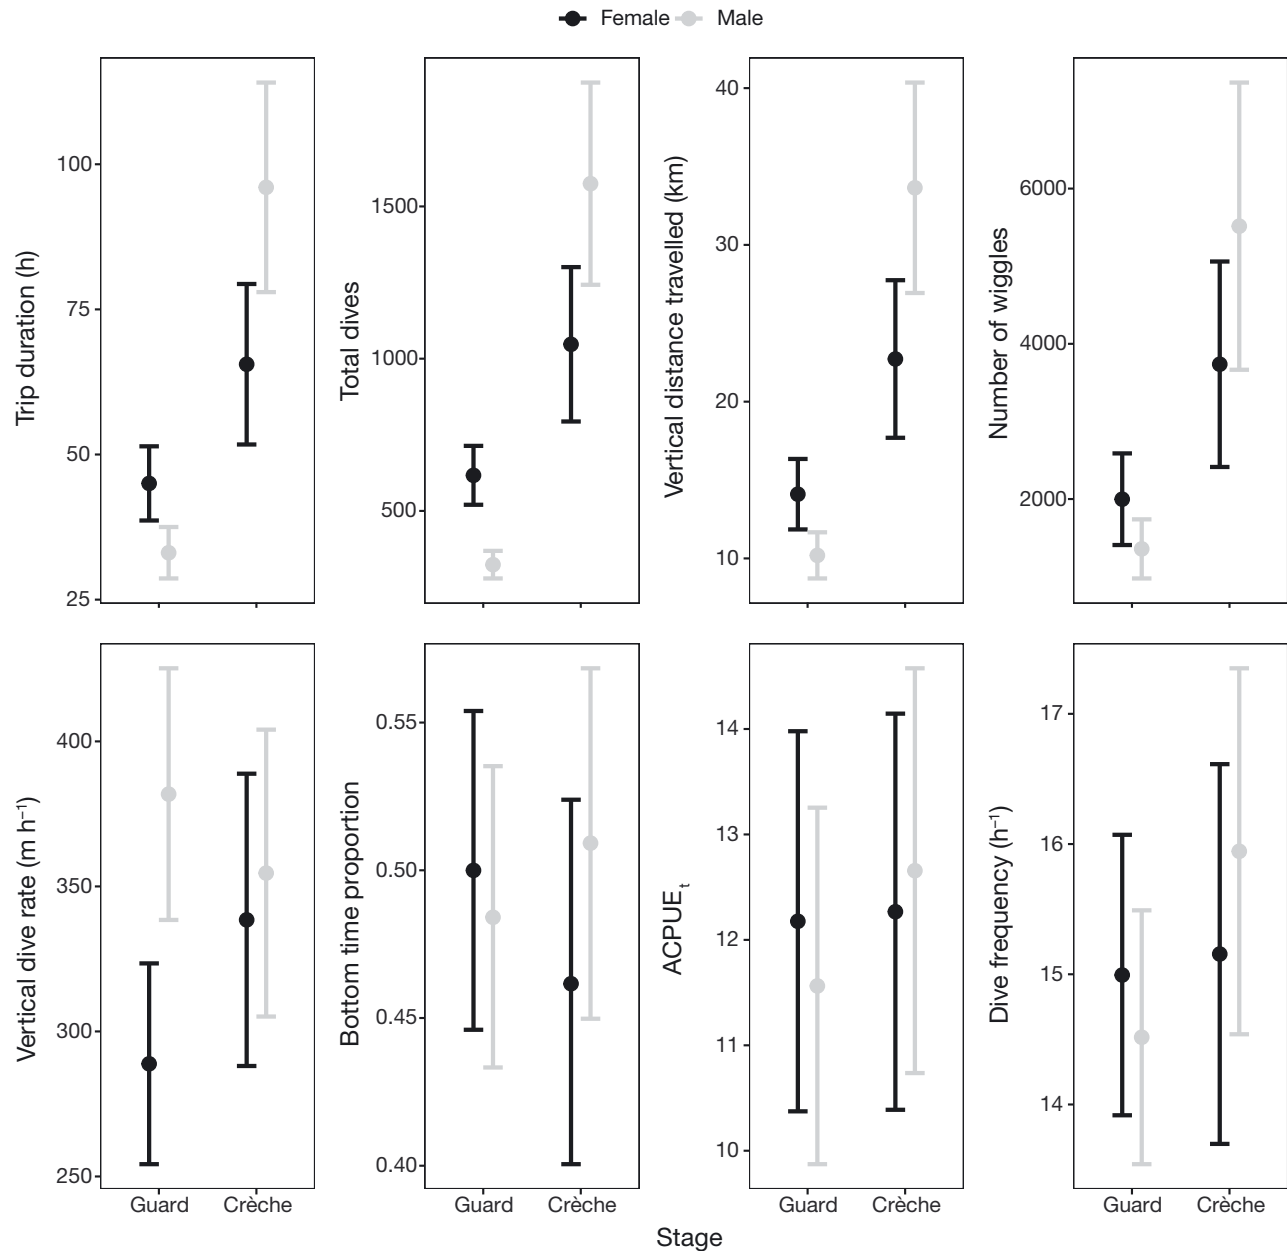 Female Male
Trip duration (h)
100
75
50
25
Total dives
1500
1000
500
Vertical distance travelled (km)
40
30
20
10
Number of wiggles
6000
4000
2000
Vertical dive rate (m h⁻¹)
400
350
300
250
Bottom time proportion
0.55
0.50
0.45
0.40
ACPUEₜ
14
13
12
11
10
Dive frequency (h⁻¹)
17
16
15
14
Guard Crèche Guard Crèche Guard Crèche Guard Crèche
Stage